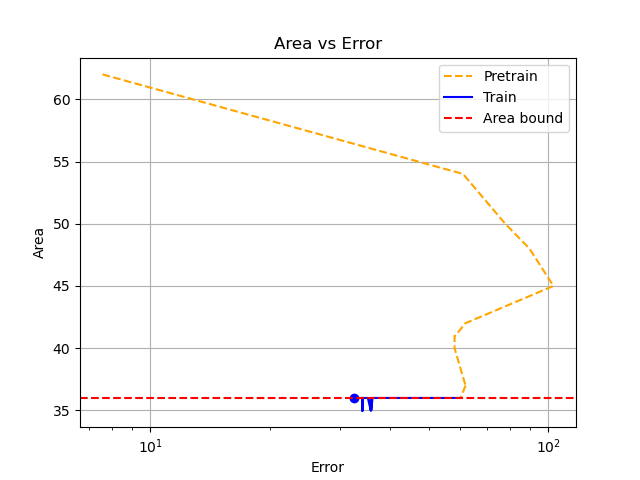 Area vs Error
Pretrain
Train
Area bound
60
55
50
45
40
35
Area
10¹
10²
Error